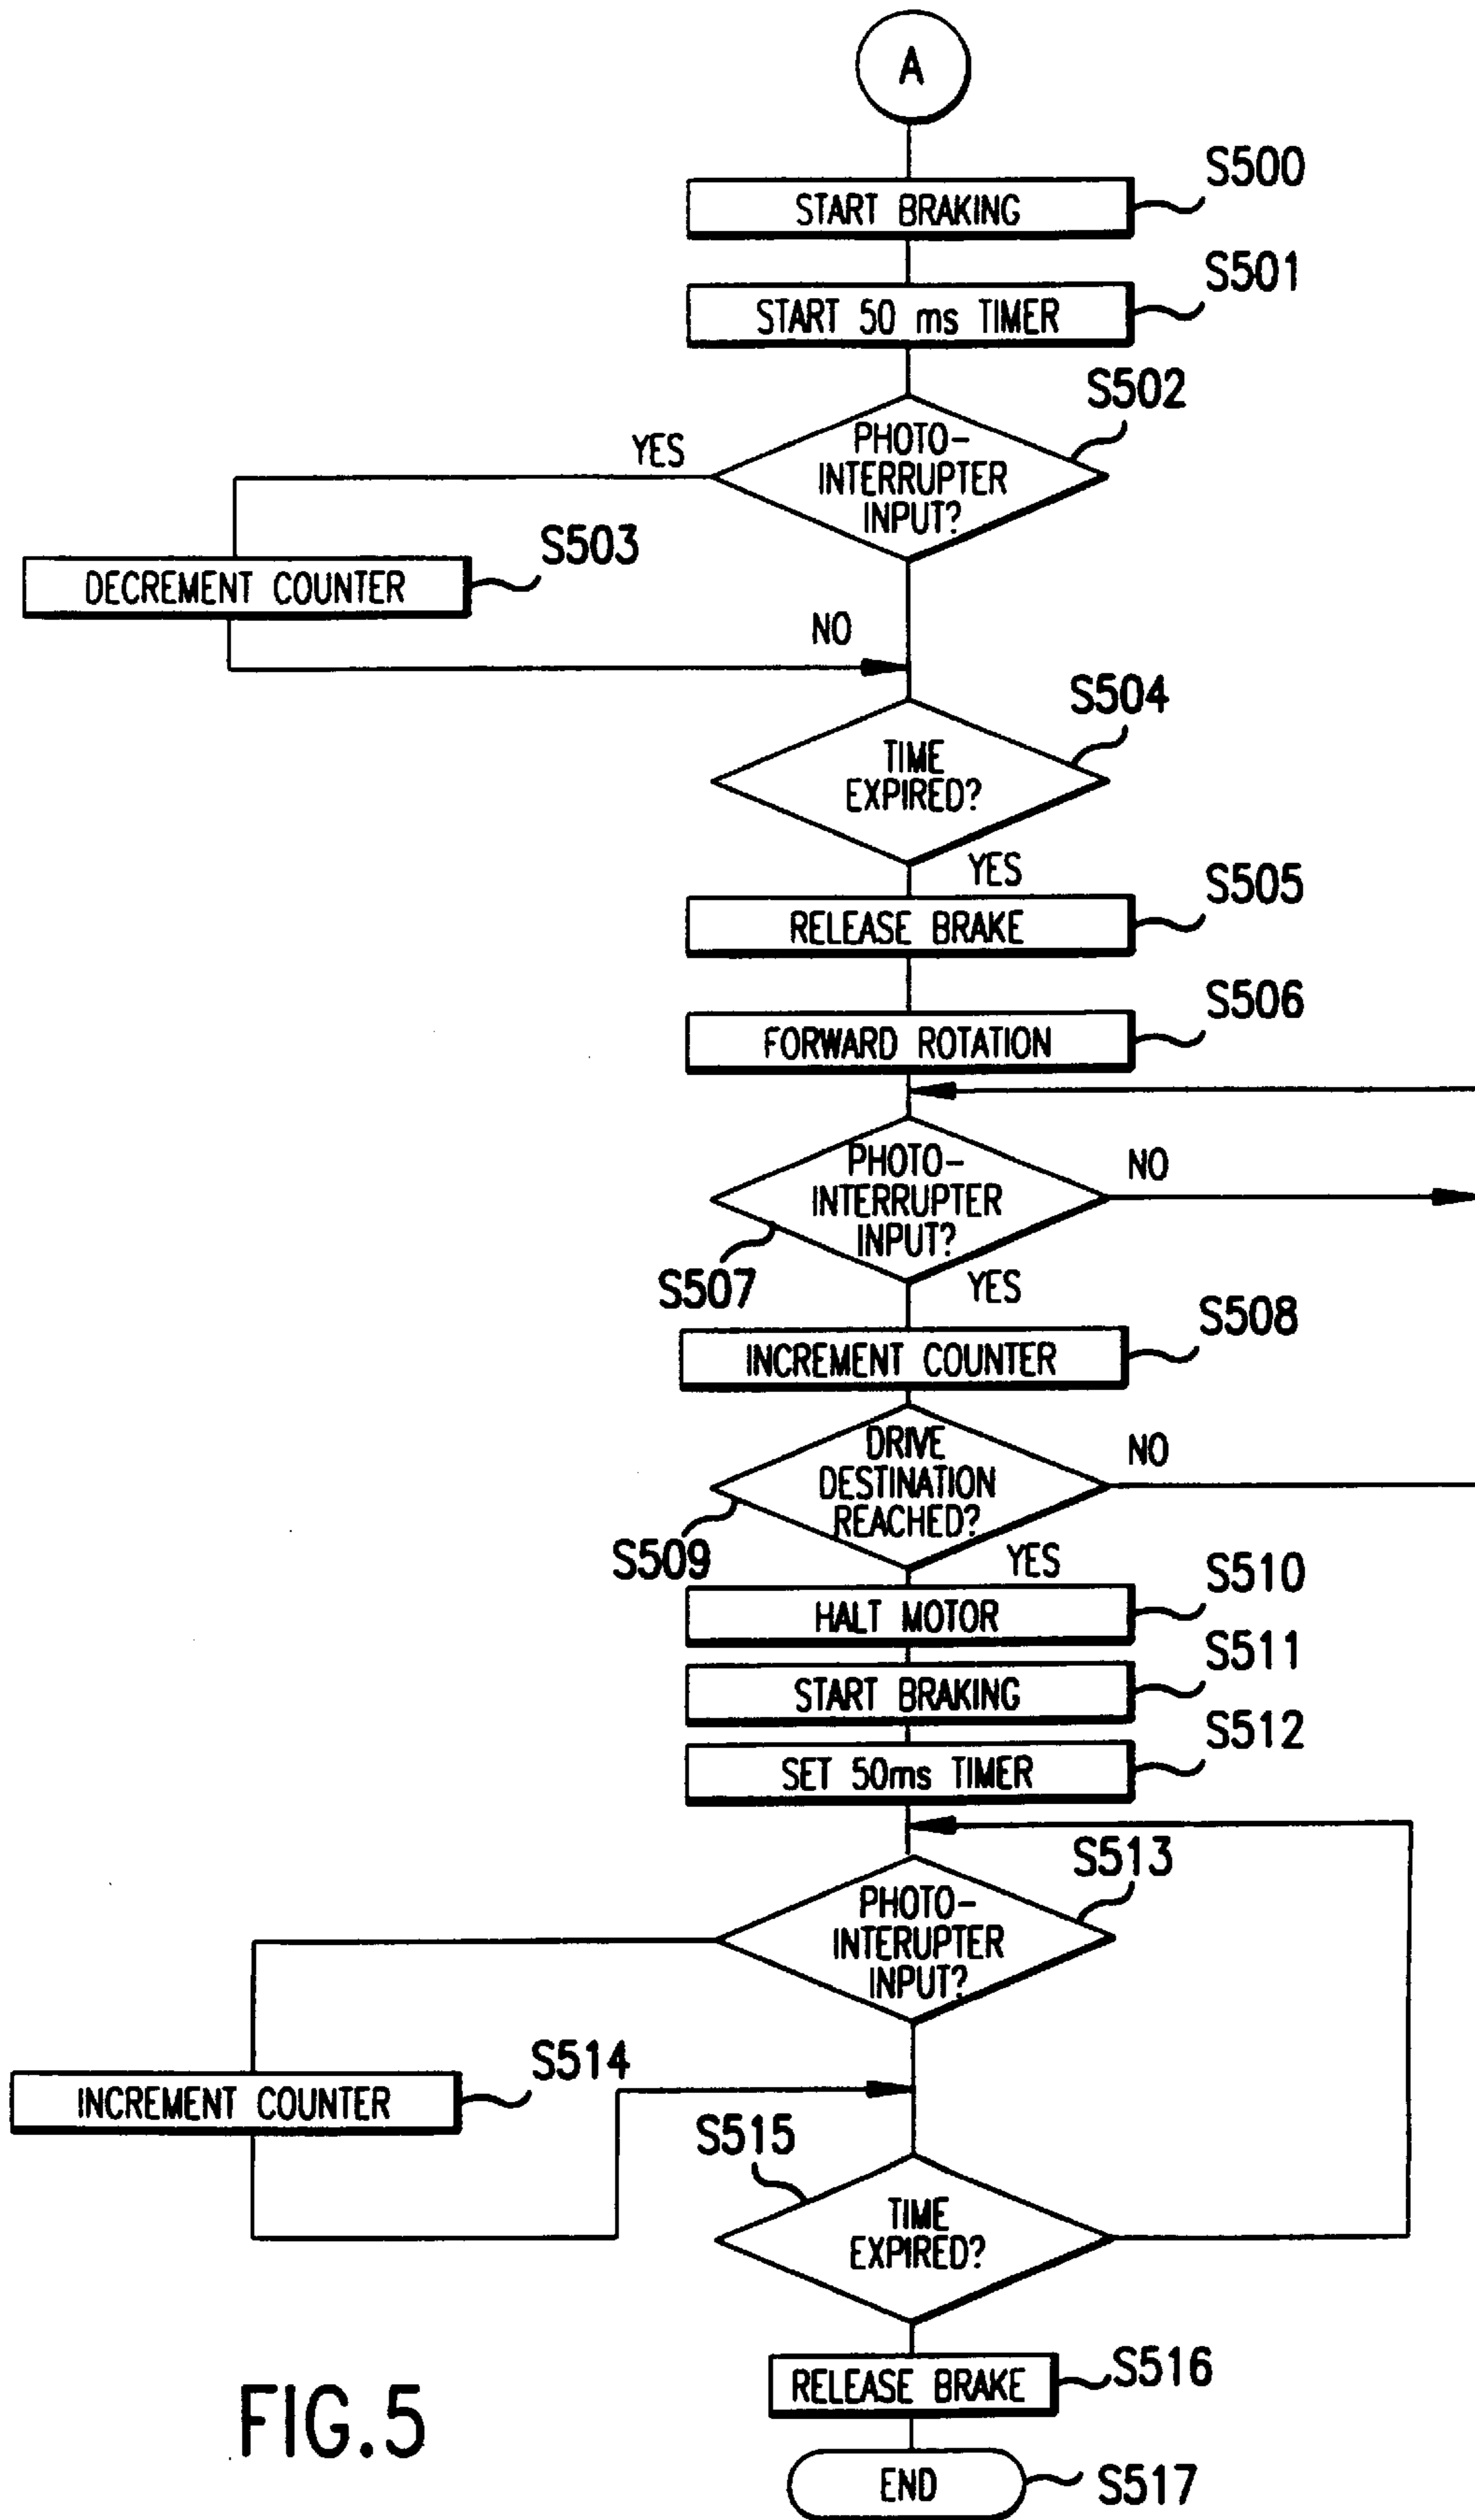 A
S500
START BRAKING
S501
START 50 ms TIMER
S502
PHOTO-
INTERRUPTER
INPUT?
YES
S503
DECREMENT COUNTER
NO
S504
TIME
EXPIRED?
YES
S505
RELEASE BRAKE
S506
FORWARD ROTATION
PHOTO-
INTERRUPTER
INPUT?
NO
S507
YES
S508
INCREMENT COUNTER
DRIVE
DESTINATION
REACHED?
NO
S509
YES
S510
HALT MOTOR
S511
START BRAKING
S512
SET 50ms TIMER
S513
PHOTO-
INTERUPTER
INPUT?
S514
INCREMENT COUNTER
S515
TIME
EXPIRED?
S516
RELEASE BRAKE
FIG.5
END
S517